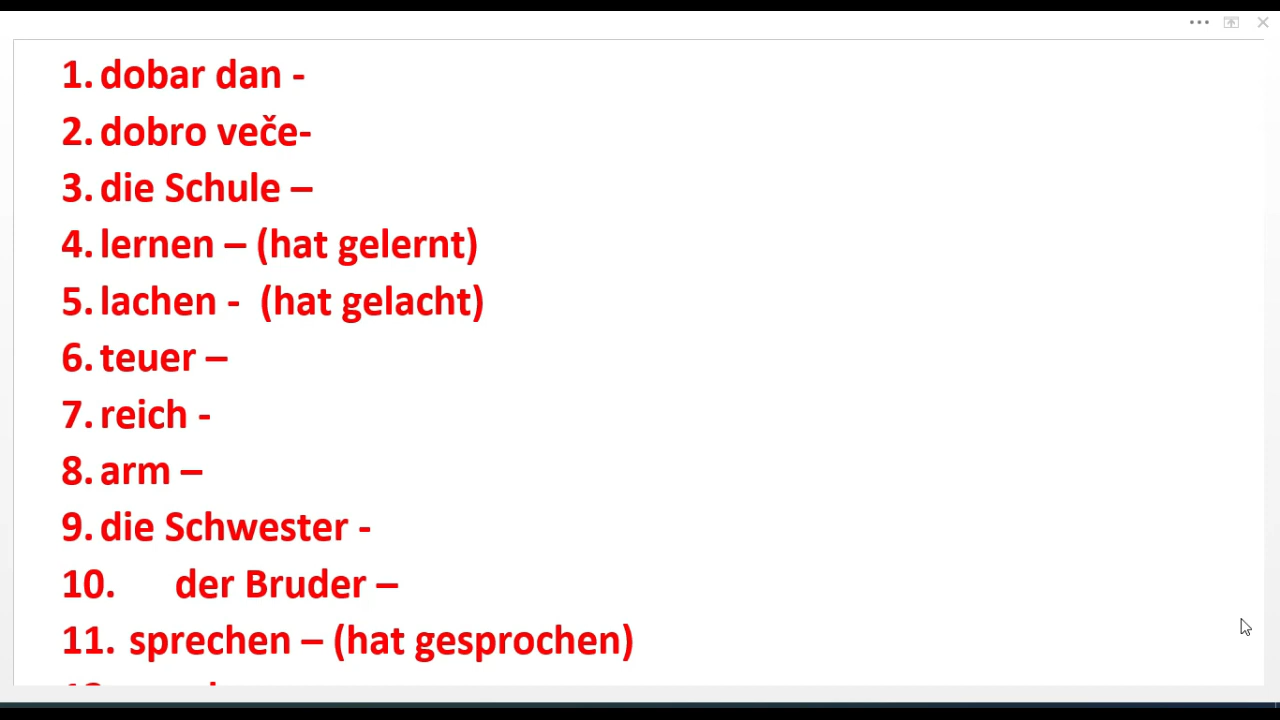 1. dobar dan -
2. dobro veče-
3. die Schule –
4. lernen – (hat gelernt)
5. lachen - (hat gelacht)
6. teuer –
7. reich -
8. arm –
9. die Schwester -
10. der Bruder –
11. sprechen – (hat gesprochen)